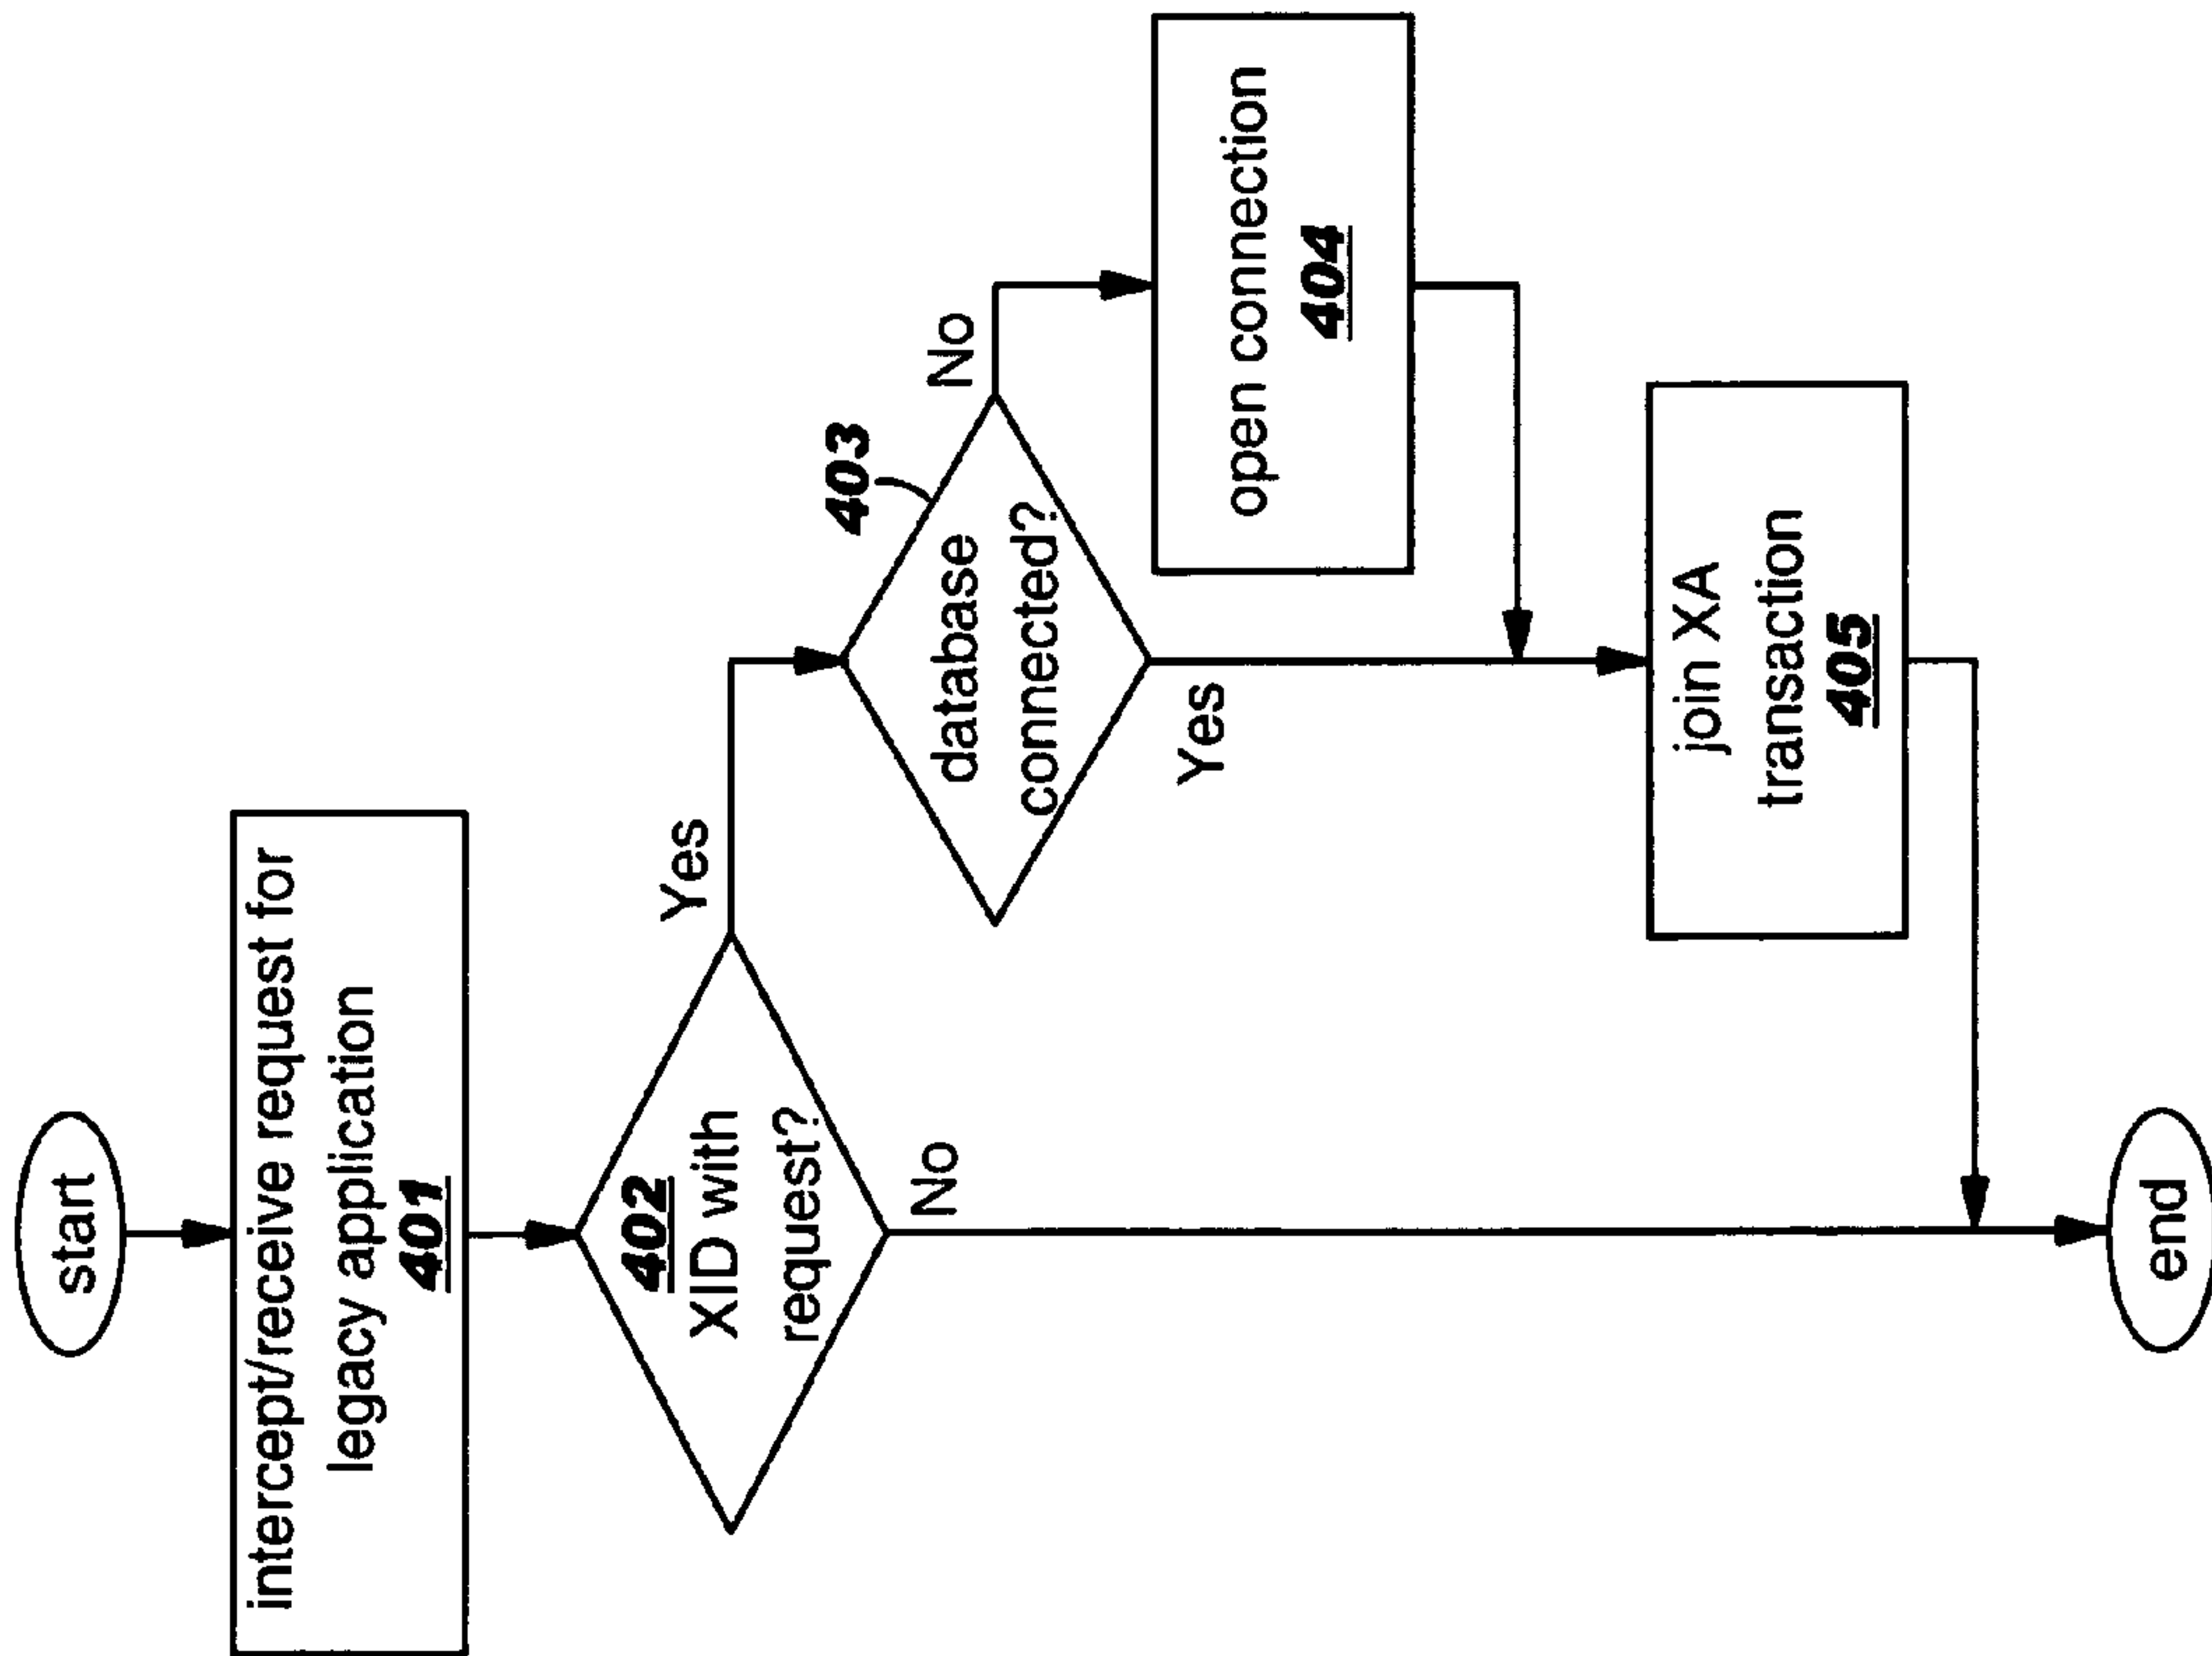 start
intercept/receive request for
legacy application
401
402
XID with
request?
Yes
No
403
database
connected?
No
Yes
open connection
404
join XA
transaction
405
end